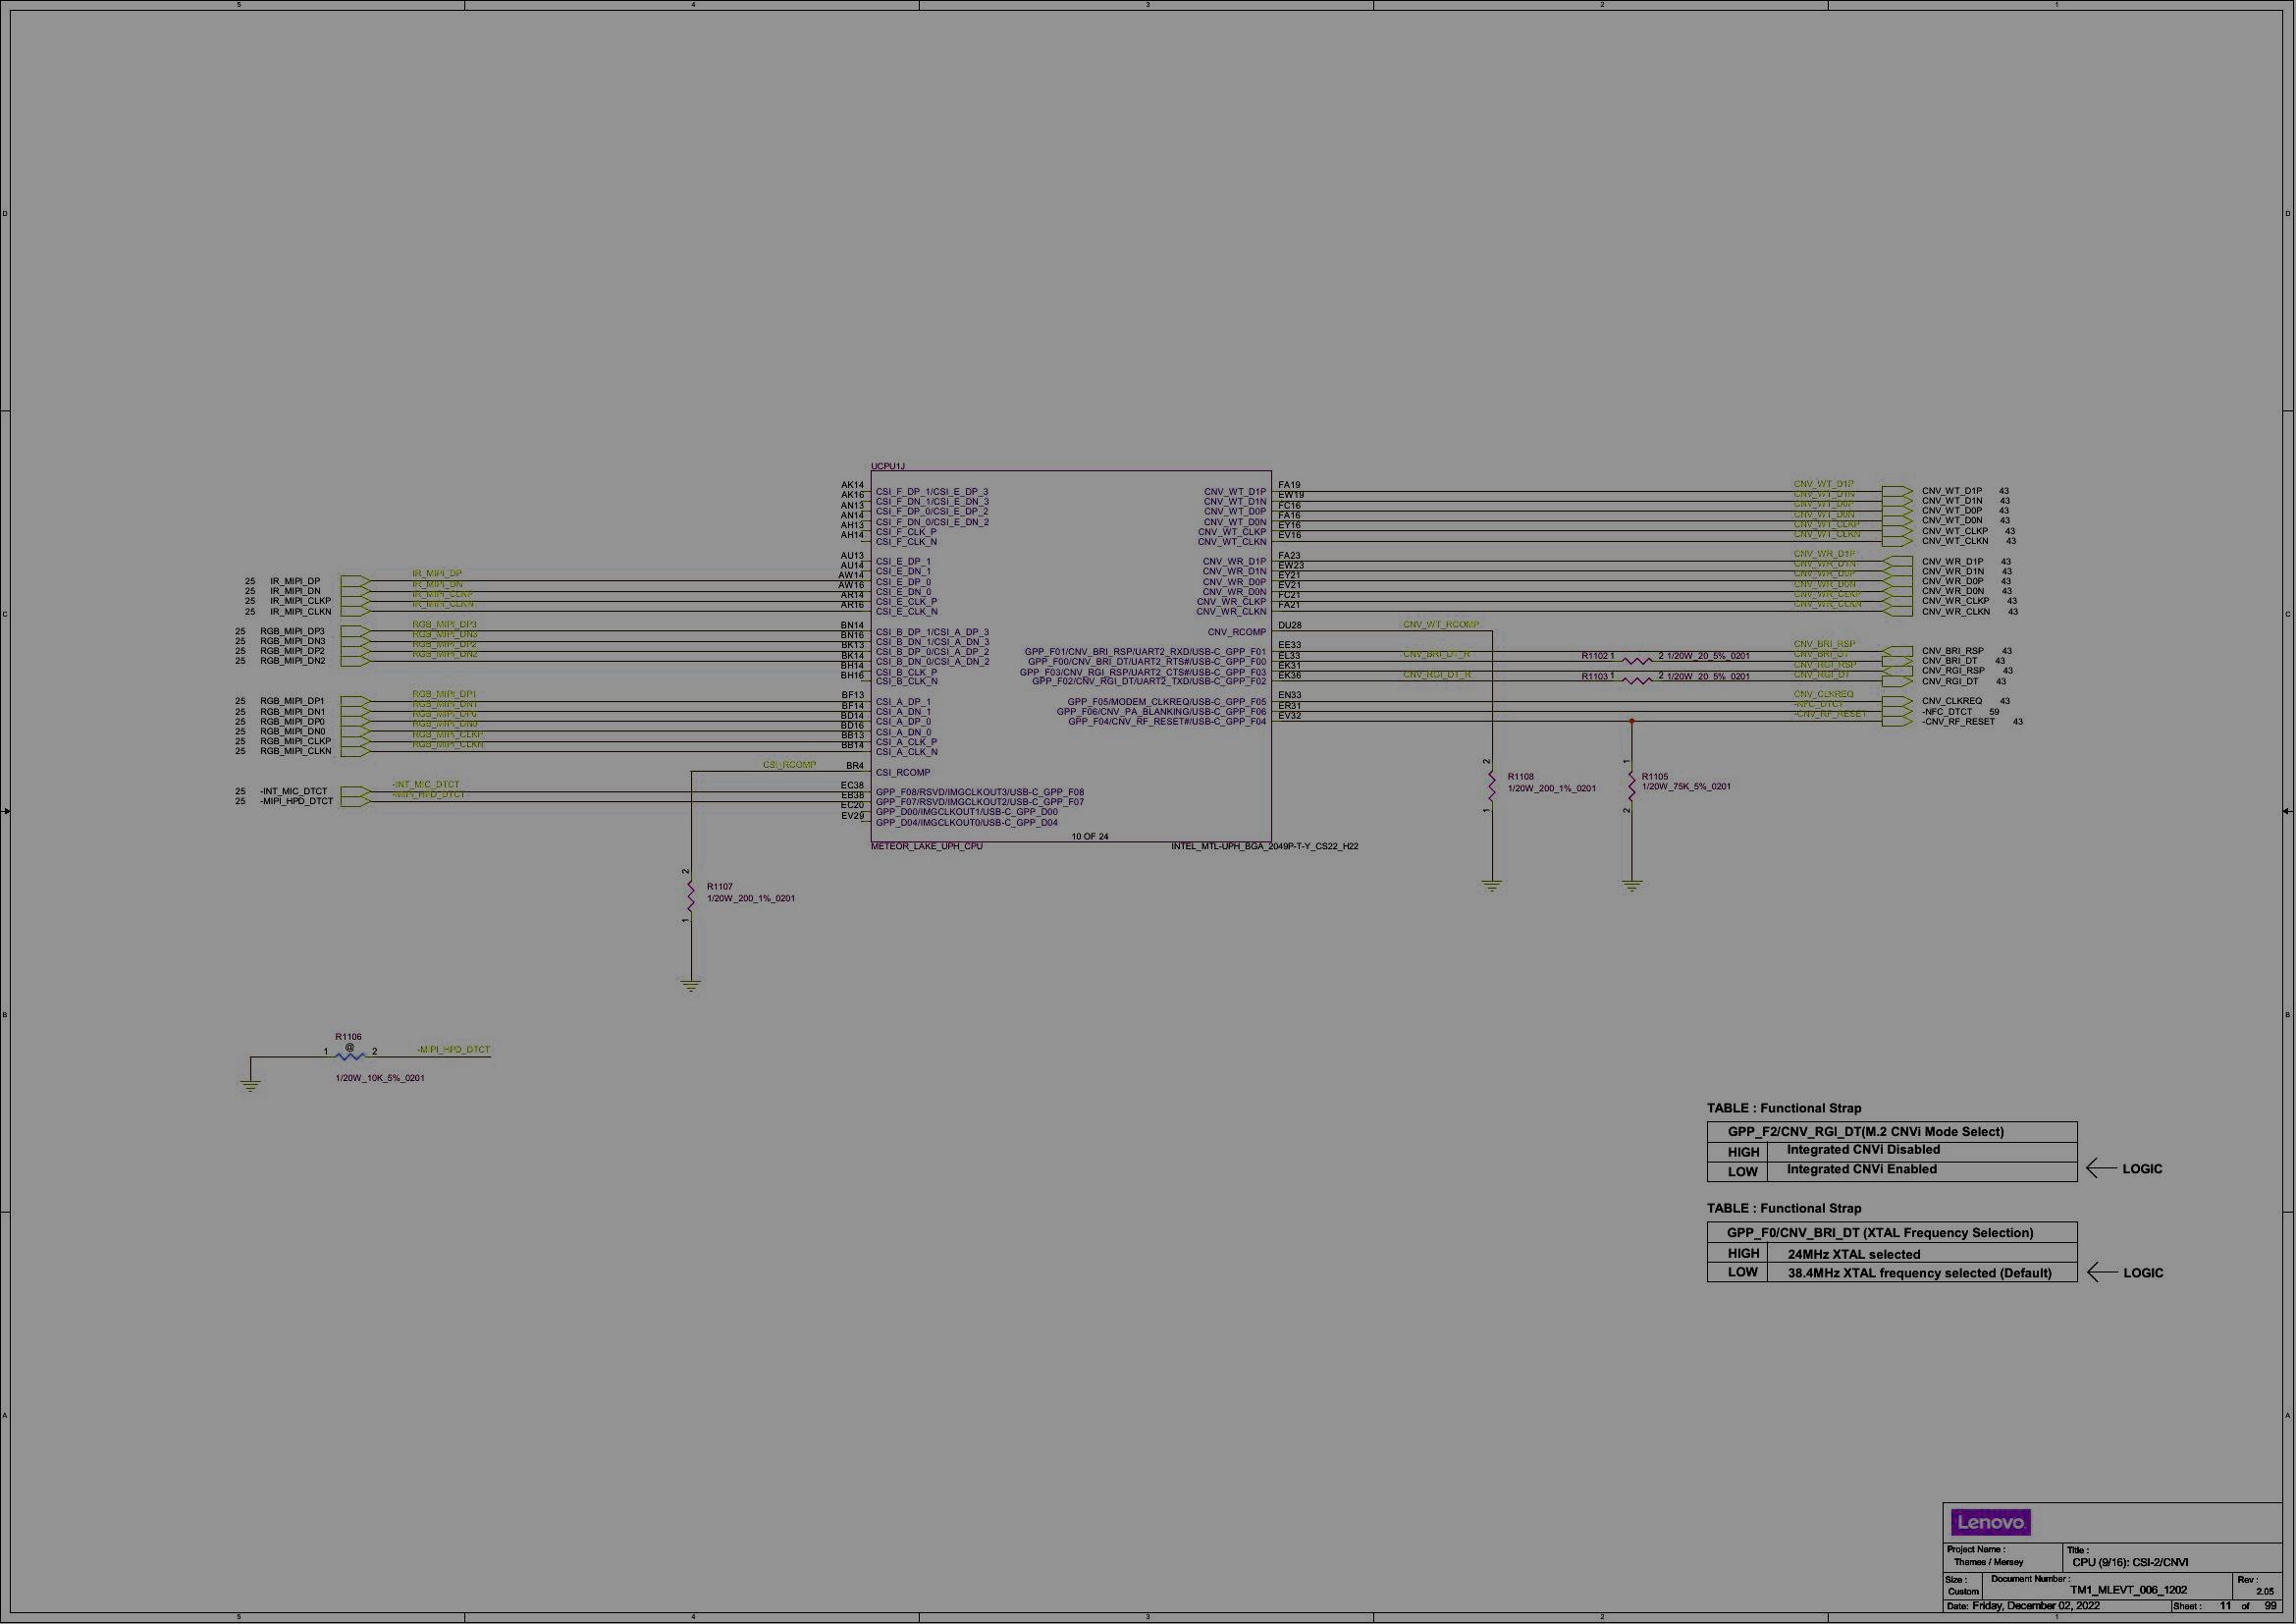 5 4 3 2 1
D D
C C
B B
A A
UCPU1J
AK14 CSI_F_DP_1/CSI_E_DP_3
AK16 CSI_F_DN_1/CSI_E_DN_3
AN13 CSI_F_DP_0/CSI_E_DP_2
AN14 CSI_F_DN_0/CSI_E_DN_2
AH13 CSI_F_CLK_P
AH14 CSI_F_CLK_N
AU13 CSI_E_DP_1
AU14 CSI_E_DN_1
25 IR_MIPI_DP IR_MIPI_DP AW14 CSI_E_DP_0
25 IR_MIPI_DN IR_MIPI_DN AW16 CSI_E_DN_0
25 IR_MIPI_CLKP IR_MIPI_CLKP AR14 CSI_E_CLK_P
25 IR_MIPI_CLKN IR_MIPI_CLKN AR16 CSI_E_CLK_N
25 RGB_MIPI_DP3 RGB_MIPI_DP3 BN14 CSI_B_DP_1/CSI_A_DP_3
25 RGB_MIPI_DN3 RGB_MIPI_DN3 BN16 CSI_B_DN_1/CSI_A_DN_3
25 RGB_MIPI_DP2 RGB_MIPI_DP2 BK13 CSI_B_DP_0/CSI_A_DP_2
25 RGB_MIPI_DN2 RGB_MIPI_DN2 BK14 CSI_B_DN_0/CSI_A_DN_2
BH14 CSI_B_CLK_P
BH16 CSI_B_CLK_N
25 RGB_MIPI_DP1 RGB_MIPI_DP1 BF13 CSI_A_DP_1
25 RGB_MIPI_DN1 RGB_MIPI_DN1 BF14 CSI_A_DN_1
25 RGB_MIPI_DP0 RGB_MIPI_DP0 BD14 CSI_A_DP_0
25 RGB_MIPI_DN0 RGB_MIPI_DN0 BD16 CSI_A_DN_0
25 RGB_MIPI_CLKP RGB_MIPI_CLKP BB13 CSI_A_CLK_P
25 RGB_MIPI_CLKN RGB_MIPI_CLKN BB14 CSI_A_CLK_N
CSI_RCOMP BR4 CSI_RCOMP
25 -INT_MIC_DTCT -INT_MIC_DTCT EC38 GPP_F08/RSVD/IMGCLKOUT3/USB-C_GPP_F08
25 -MIPI_HPD_DTCT -MIPI_HPD_DTCT EB38 GPP_F07/RSVD/IMGCLKOUT2/USB-C_GPP_F07
EC20 GPP_D00/IMGCLKOUT1/USB-C_GPP_D00
EV29 GPP_D04/IMGCLKOUT0/USB-C_GPP_D04
10 OF 24
METEOR_LAKE_UPH_CPU INTEL_MTL-UPH_BGA_2049P-T-Y_CS22_H22
CNV_WT_D1P FA19 CNV_WT_D1P CNV_WT_D1P 43
CNV_WT_D1N EW19 CNV_WT_D1N CNV_WT_D1N 43
CNV_WT_D0P FC16 CNV_WT_D0P CNV_WT_D0P 43
CNV_WT_D0N FA16 CNV_WT_D0N CNV_WT_D0N 43
CNV_WT_CLKP EY16 CNV_WT_CLKP CNV_WT_CLKP 43
CNV_WT_CLKN EV16 CNV_WT_CLKN CNV_WT_CLKN 43
CNV_WR_D1P FA23 CNV_WR_D1P CNV_WR_D1P 43
CNV_WR_D1N EW23 CNV_WR_D1N CNV_WR_D1N 43
CNV_WR_D0P EY21 CNV_WR_D0P CNV_WR_D0P 43
CNV_WR_D0N EV21 CNV_WR_D0N CNV_WR_D0N 43
CNV_WR_CLKP FC21 CNV_WR_CLKP CNV_WR_CLKP 43
CNV_WR_CLKN FA21 CNV_WR_CLKN CNV_WR_CLKN 43
CNV_RCOMP DU28 CNV_WT_RCOMP
GPP_F01/CNV_BRI_RSP/UART2_RXD/USB-C_GPP_F01 EE33 CNV_BRI_RSP CNV_BRI_RSP 43
GPP_F00/CNV_BRI_DT/UART2_RTS#/USB-C_GPP_F00 EL33 CNV_BRI_DT_R R1102 1 2 1/20W_20_5%_0201 CNV_BRI_DT CNV_BRI_DT 43
GPP_F03/CNV_RGI_RSP/UART2_CTS#/USB-C_GPP_F03 EK31 CNV_RGI_RSP CNV_RGI_RSP 43
GPP_F02/CNV_RGI_DT/UART2_TXD/USB-C_GPP_F02 EK36 CNV_RGI_DT_R R1103 1 2 1/20W_20_5%_0201 CNV_RGI_DT CNV_RGI_DT 43
GPP_F05/MODEM_CLKREQ/USB-C_GPP_F05 EN33 CNV_CLKREQ CNV_CLKREQ 43
GPP_F06/CNV_PA_BLANKING/USB-C_GPP_F06 ER31 -NFC_DTCT -NFC_DTCT 59
GPP_F04/CNV_RF_RESET#/USB-C_GPP_F04 EV32 -CNV_RF_RESET -CNV_RF_RESET 43
2 R1108 1/20W_200_1%_0201 1
1 R1105 1/20W_75K_5%_0201 2
2 R1107 1/20W_200_1%_0201 1
R1106
@
1 2 -MIPI_HPD_DTCT
1/20W_10K_5%_0201
TABLE : Functional Strap
GPP_F2/CNV_RGI_DT(M.2 CNVi Mode Select)
HIGH Integrated CNVi Disabled
LOW Integrated CNVi Enabled LOGIC
TABLE : Functional Strap
GPP_F0/CNV_BRI_DT (XTAL Frequency Selection)
HIGH 24MHz XTAL selected
LOW 38.4MHz XTAL frequency selected (Default) LOGIC
Lenovo
Project Name : Title :
Thames / Mersey CPU (9/16): CSI-2/CNVI
Size : Document Number : Rev :
Custom TM1_MLEVT_006_1202 2.05
Date: Friday, December 02, 2022 Sheet : 11 of 99
5 4 3 2 1